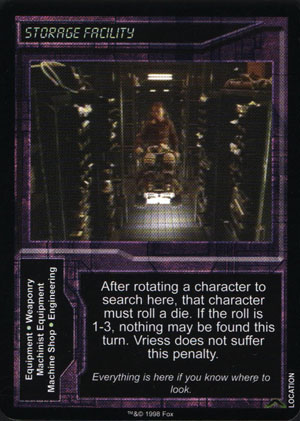 STORAGE FACILITY
Equipment • Weaponry
Machinist Equipment
Machine Shop • Engineering
After rotating a character to
search here, that character
must roll a die. If the roll is
1-3, nothing may be found this
turn. Vriess does not suffer
this penalty.
Everything is here if you know where to
look.
LOCATION
™&© 1998 Fox